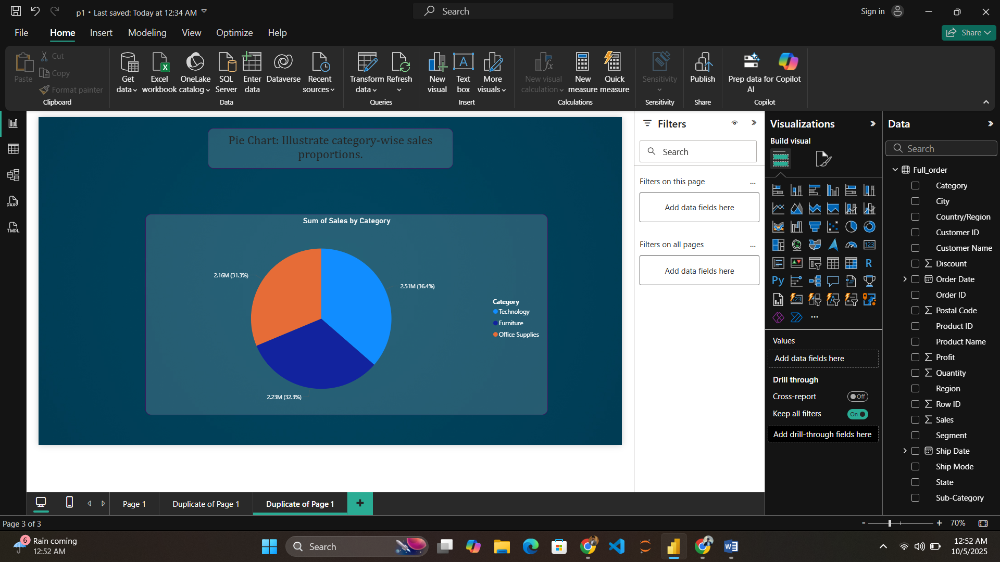 p1 • Last saved: Today at 12:34 AM
Search
Sign in
File
Home
Insert
Modeling
View
Optimize
Help
Share
Paste
Cut
Copy
Format painter
Clipboard
Get
data
Excel
workbook
OneLake
catalog
SQL
Server
Enter
data
Dataverse
Recent
sources
Data
Transform
data
Refresh
Queries
New
visual
Text
box
More
visuals
Insert
New visual
calculation
New
measure
Quick
measure
Calculations
Sensitivity
Sensitivity
Publish
Share
Prep data for
AI
Copilot
Copilot
DAX
TMDL
Pie Chart: Illustrate category-wise sales
proportions.
Sum of Sales by Category
2.16M (31.3%)
2.51M (36.4%)
2.23M (32.3%)
Category
Technology
Furniture
Office Supplies
Filters
Search
Filters on this page
...
Add data fields here
Filters on all pages
...
Add data fields here
Visualizations
Build visual
123
R
Py
123
...
Values
Add data fields here
Drill through
Cross-report
Off
Keep all filters
On
Add drill-through fields here
Data
Search
Full_order
Category
City
Country/Region
Customer ID
Customer Name
Discount
Order Date
Order ID
Postal Code
Product ID
Product Name
Profit
Quantity
Region
Row ID
Sales
Segment
Ship Date
Ship Mode
State
Sub-Category
Page 1
Duplicate of Page 1
Duplicate of Page 1
+
Page 3 of 3
- + 70%
6
Rain coming
12:52 AM
Search
12:52 AM
10/5/2025